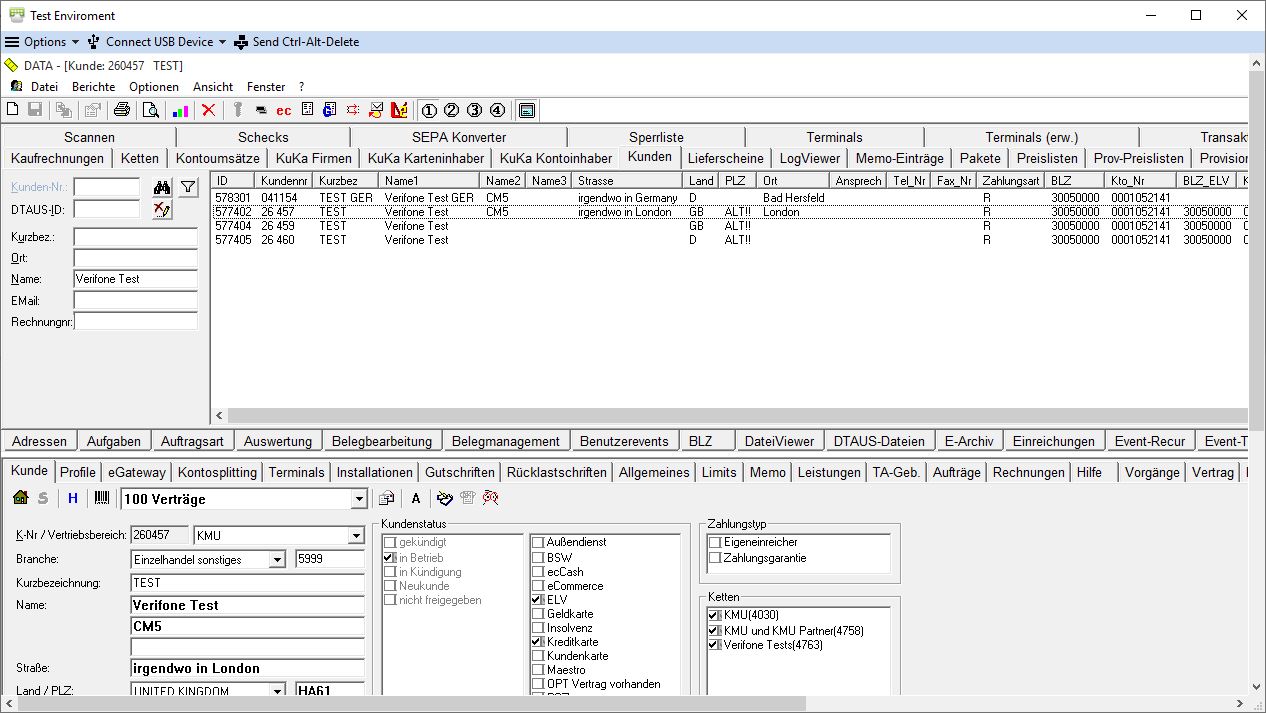 Test Enviroment
Options Connect USB Device Send Ctrl-Alt-Delete
DATA - [Kunde: 260457 TEST]
Datei Berichte Optionen Ansicht Fenster ?
ec 1 2 3 4
Scannen Schecks SEPA Konverter Sperrliste Terminals Terminals (erw.) Transakt
Kaufrechnungen Ketten Kontoumsätze KuKa Firmen KuKa Karteninhaber KuKa Kontoinhaber Kunden Lieferscheine LogViewer Memo-Einträge Pakete Preislisten Prov-Preislisten Provision
Kunden-Nr.:
DTAUS-ID:
Kurzbez.:
Ort:
Name: Verifone Test
EMail:
Rechnungnr:
ID Kundennr Kurzbez Name1 Name2 Name3 Strasse Land PLZ Ort Ansprech Tel_Nr Fax_Nr Zahlungsart BLZ Kto_Nr BLZ_ELV K
578301 041154 TEST GER Verifone Test GER CM5 irgendwo in Germany D Bad Hersfeld R 30050000 0001052141
577402 26 457 TEST Verifone Test CM5 irgendwo in London GB ALT!! London R 30050000 0001052141 30050000 0
577404 26 459 TEST Verifone Test GB ALT!! R 30050000 0001052141 30050000 0
577405 26 460 TEST Verifone Test D ALT!! R 30050000 0001052141 30050000 0
Adressen Aufgaben Auftragsart Auswertung Belegbearbeitung Belegmanagement Benutzerevents BLZ DateiViewer DTAUS-Dateien E-Archiv Einreichungen Event-Recur Event-T
Kunde Profile eGateway Kontosplitting Terminals Installationen Gutschriften Rücklastschriften Allgemeines Limits Memo Leistungen TA-Geb. Aufträge Rechnungen Hilfe Vorgänge Vertrag
S H 100 Verträge A
K-Nr / Vertriebsbereich: 260457 KMU
Branche: Einzelhandel sonstiges 5999
Kurzbezeichnung: TEST
Name: Verifone Test
CM5
Straße: irgendwo in London
Land / PLZ: UNITED KINGDOM HA61
Kundenstatus
gekündigt
in Betrieb
in Kündigung
Neukunde
nicht freigegeben
Außendienst
BSW
ecCash
eCommerce
ELV
Geldkarte
Insolvenz
Kreditkarte
Kundenkarte
Maestro
OPT Vertrag vorhanden
Zahlungstyp
Eigeneinreicher
Zahlungsgarantie
Ketten
KMU(4030)
KMU und KMU Partner(4758)
Verifone Tests(4763)